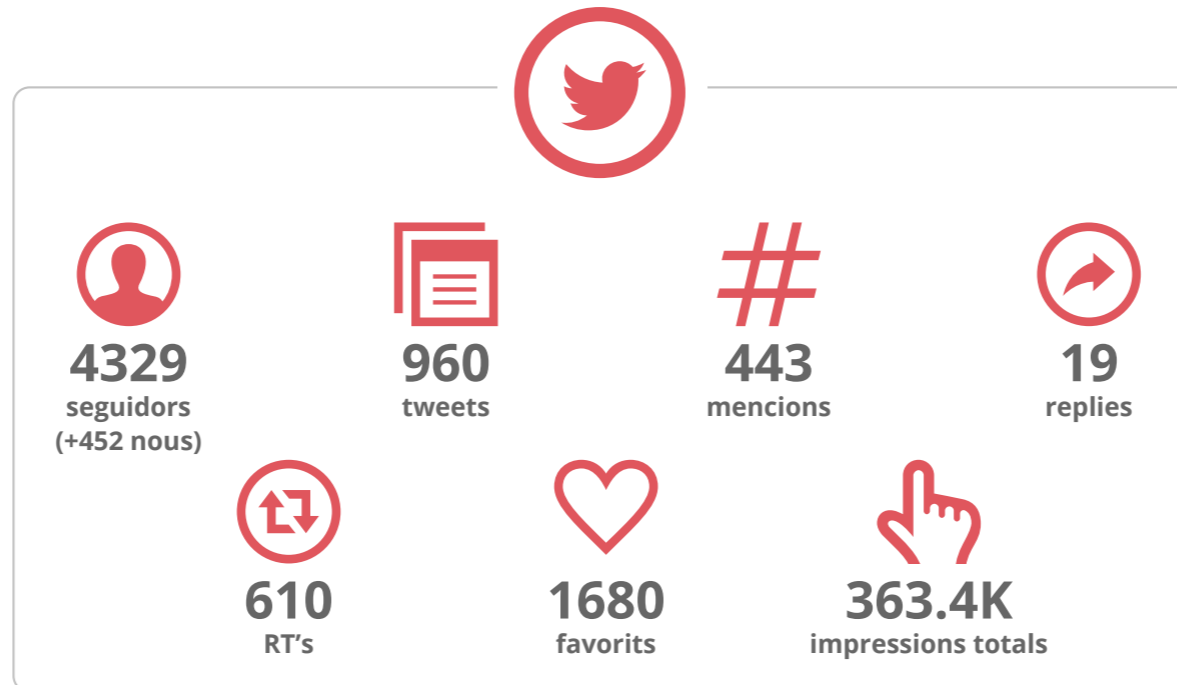 4329
seguidors
(+452 nous)
960
tweets
443
mencions
19
replies
610
RT’s
1680
favorits
363.4K
impressions totals